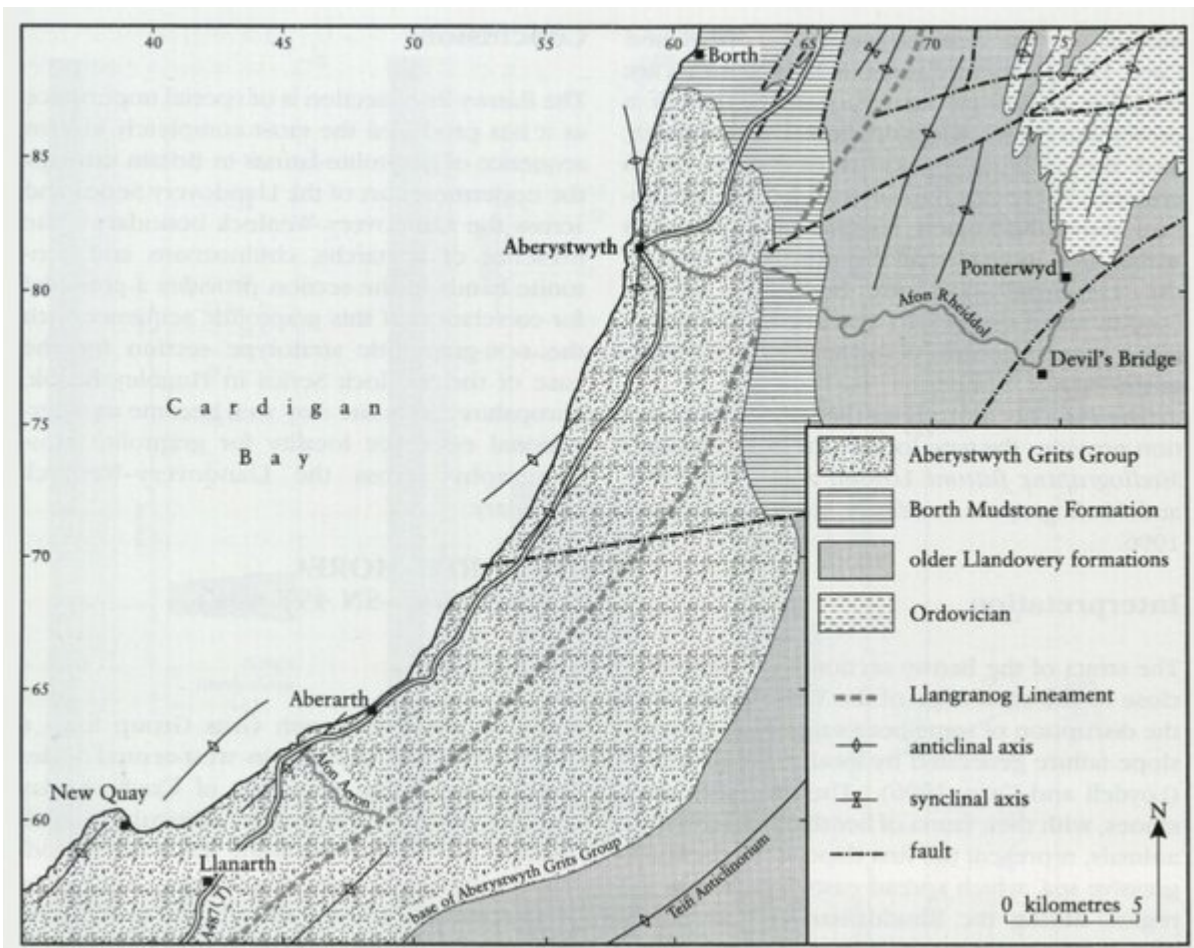 40 45 50 55 60 65 70 75
Borth
85
Aberystwyth
80
Ponterwyd
Afon Rheiddol
Devil's Bridge
Cardigan
Bay
75
Aberystwyth Grits Group
Borth Mudstone Formation
70
older Llandovery formations
Ordovician
65
Llangranog Lineament
Aberarth
anticlinal axis
Afon Aeron
synclinal axis
New Quay
60
fault
N
Llanarth
base of Aberystwyth Grits Group
Teifi Anticlinorium
0 kilometres 5